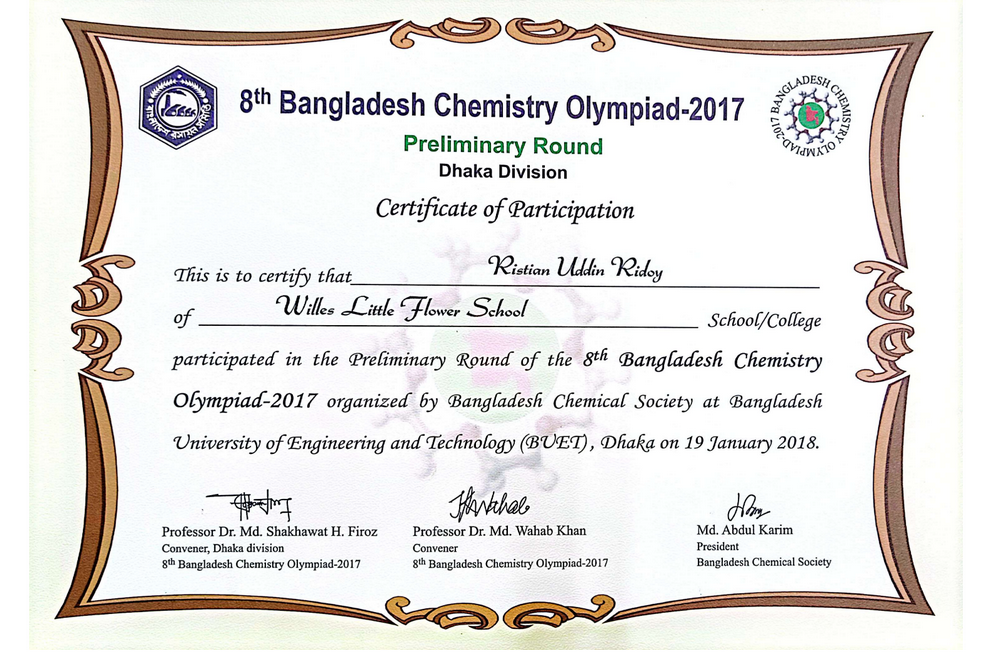 বাংলাদেশ রসায়ন সমিতি
8th Bangladesh Chemistry Olympiad-2017
BANGLADESH CHEMISTRY OLYMPIAD-2017
Preliminary Round
Dhaka Division
Certificate of Participation
This is to certify that Ristian Uddin Ridoy
of Willes Little Flower School School/College
participated in the Preliminary Round of the 8th Bangladesh Chemistry
Olympiad-2017 organized by Bangladesh Chemical Society at Bangladesh
University of Engineering and Technology (BUET), Dhaka on 19 January 2018.
Professor Dr. Md. Shakhawat H. Firoz
Convener, Dhaka division
8th Bangladesh Chemistry Olympiad-2017
Professor Dr. Md. Wahab Khan
Convener
8th Bangladesh Chemistry Olympiad-2017
Md. Abdul Karim
President
Bangladesh Chemical Society